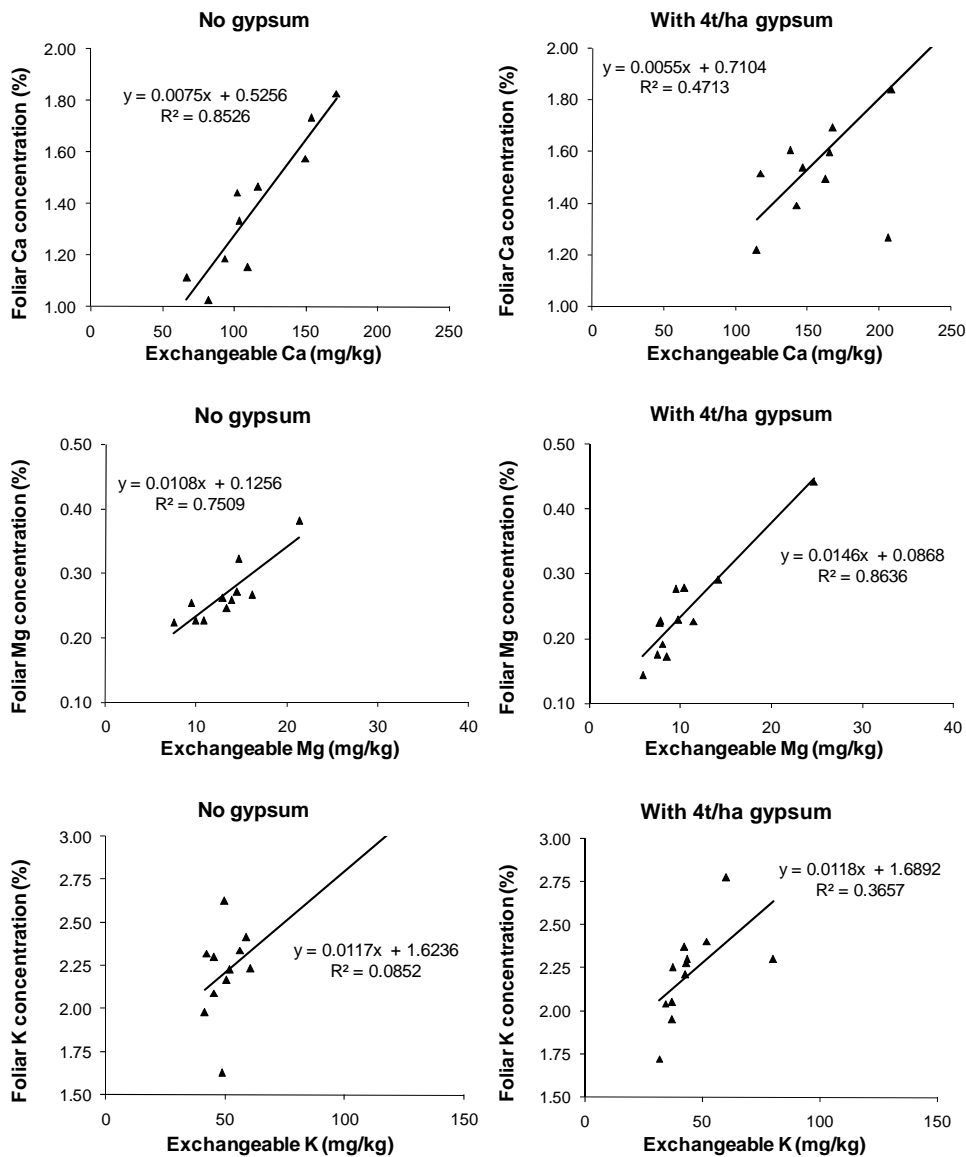 No gypsum
Foliar Ca concentration (%)
2.00
1.80
1.60
1.40
1.20
1.00
y = 0.0075x + 0.5256
R² = 0.8526
0 50 100 150 200 250
Exchangeable Ca (mg/kg)
With 4t/ha gypsum
Foliar Ca concentration (%)
2.00
1.80
1.60
1.40
1.20
1.00
y = 0.0055x + 0.7104
R² = 0.4713
0 50 100 150 200 250
Exchangeable Ca (mg/kg)
No gypsum
Foliar Mg concentration (%)
0.50
0.40
0.30
0.20
0.10
y = 0.0108x + 0.1256
R² = 0.7509
0 10 20 30 40
Exchangeable Mg (mg/kg)
With 4t/ha gypsum
Foliar Mg concentration (%)
0.50
0.40
0.30
0.20
0.10
y = 0.0146x + 0.0868
R² = 0.8636
0 10 20 30 40
Exchangeable Mg (mg/kg)
No gypsum
Foliar K concentration (%)
3.00
2.75
2.50
2.25
2.00
1.75
1.50
y = 0.0117x + 1.6236
R² = 0.0852
0 50 100 150
Exchangeable K (mg/kg)
With 4t/ha gypsum
Foliar K concentration (%)
3.00
2.75
2.50
2.25
2.00
1.75
1.50
y = 0.0118x + 1.6892
R² = 0.3657
0 50 100 150
Exchangeable K (mg/kg)